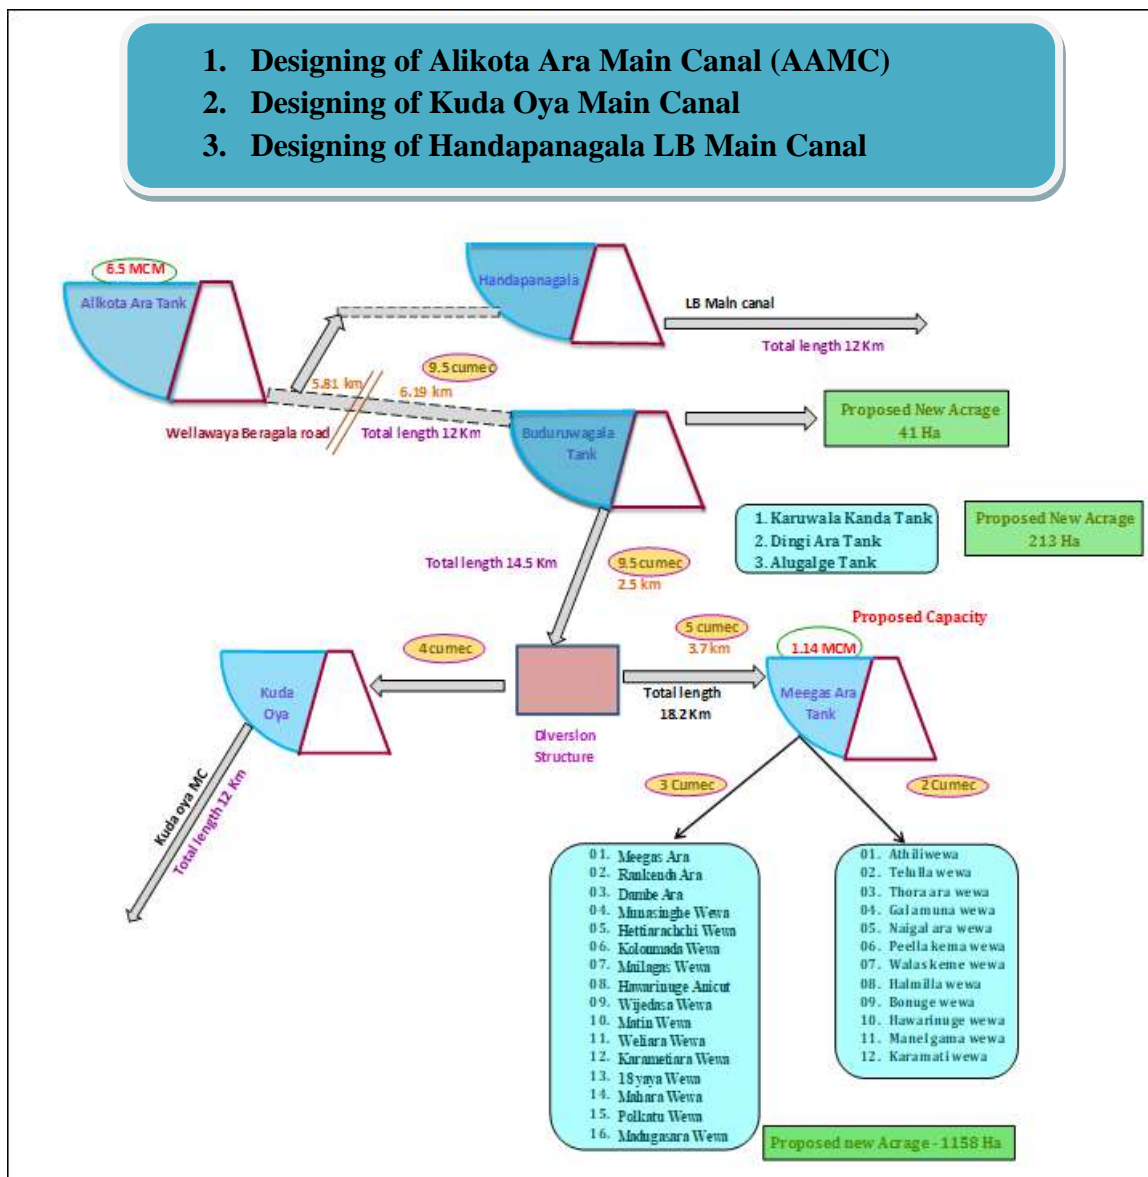 1. Designing of Alikota Ara Main Canal (AAMC)
2. Designing of Kuda Oya Main Canal
3. Designing of Handapanagala LB Main Canal
6.5 MCM
Alikota Ara Tank
Handapanagala
LB Main canal
Total length 12 Km
9.5 cumec
5.81 km
6.19 km
Wellawaya Beragala road
Total length 12 Km
Buduruwagala
Tank
Proposed New Acrage
41 Ha
1. Karuwala Kanda Tank
2. Dingi Ara Tank
3. Alugalge Tank
Proposed New Acrage
213 Ha
Total length 14.5 Km
9.5 cumec
2.5 km
4 cumec
5 cumec
3.7 km
Proposed Capacity
1.14 MCM
Kuda
Oya
Total length
18.2 Km
Meegas Ara
Tank
Diversion
Structure
Kuda oya MC
Total length 12 Km
3 Cumec
2 Cumec
01. Meegas Ara
02. Rankendh Ara
03. Dambe Ara
04. Munasinghe Wewa
05. Hettiarachchi Wewa
06. Kolonmada Wewa
07. Mailagas Wewa
08. Hawarinuge Anicut
09. Wijedasa Wewa
10. Matin Wewa
11. Weliara Wewa
12. Karametiara Wewa
13. 18 yaya Wewa
14. Mahara Wewa
15. Polkatu Wewa
16. Madugasara Wewa
01. Athiliwewa
02. Telulla wewa
03. Thora ara wewa
04. Galamuna wewa
05. Naigal ara wewa
06. Peella kema wewa
07. Walaskeme wewa
08. Halmilla wewa
09. Bonuge wewa
10. Hawarinuge wewa
11. Manelgama wewa
12. Karamati wewa
Proposed new Acrage - 1158 Ha